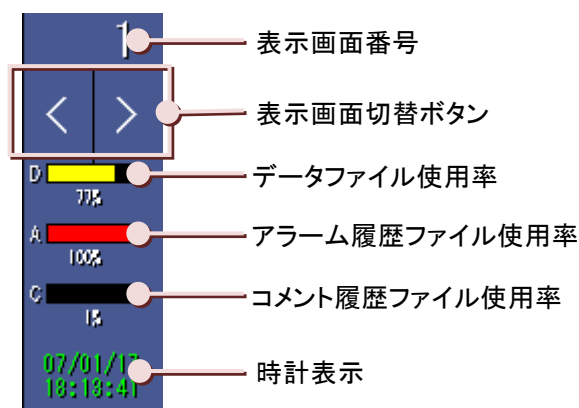 1 表示画面番号
< > 表示画面切替ボタン
D データファイル使用率
77%
A アラーム履歴ファイル使用率
100%
C コメント履歴ファイル使用率
1%
07/01/17
18:18:41 時計表示